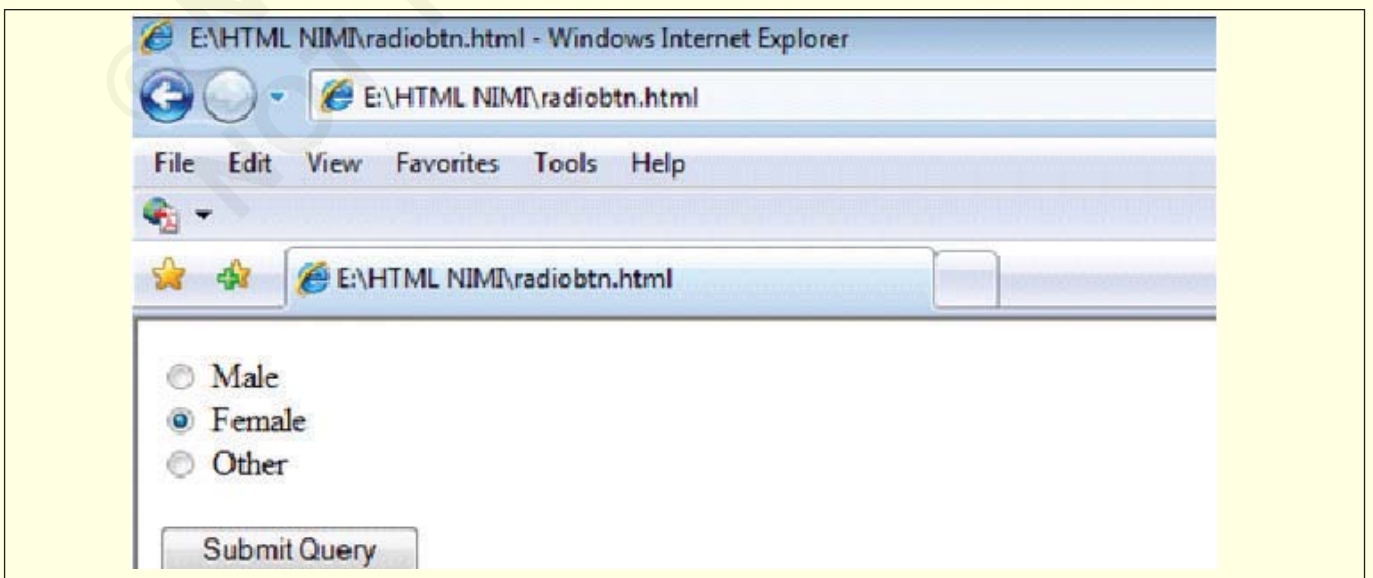 E:\HTML NIMI\radiobtn.html - Windows Internet Explorer
E:\HTML NIMI\radiobtn.html
File Edit View Favorites Tools Help
E:\HTML NIMI\radiobtn.html
Male
Female
Other
Submit Query